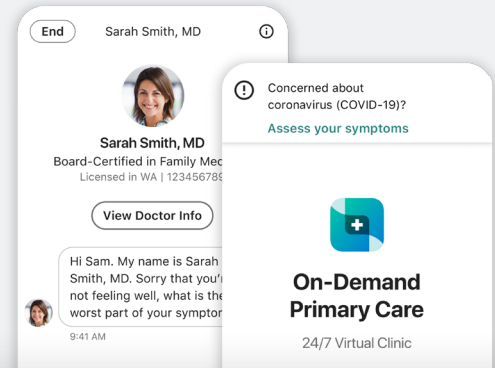 End
Sarah Smith, MD
Sarah Smith, MD
Board-Certified in Family
Licensed in WA | 123456789
View Doctor Info
Hi Sam. My name is Sarah
Smith, MD. Sorry that
not feeling well, what is the
worst part of your
9:41 AM
Concerned about
coronavirus (COVID-19)?
Assess your symptoms
On-Demand
Primary Care
24/7 Virtual Clinic